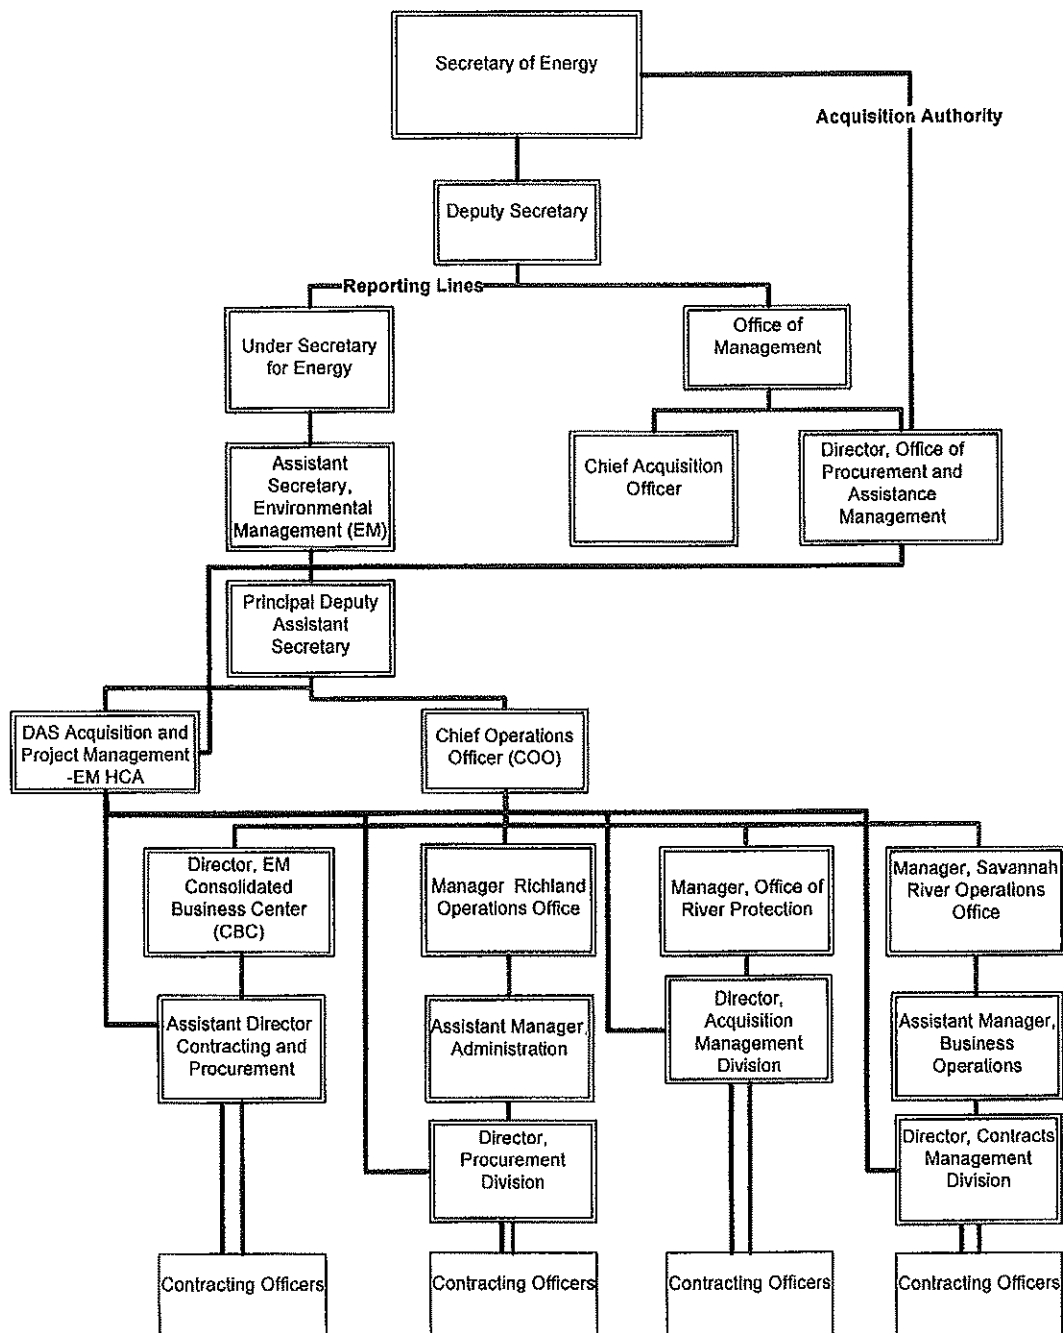 Secretary of Energy
Acquisition Authority
Deputy Secretary
Reporting Lines
Under Secretary
for Energy
Office of
Management
Assistant
Secretary,
Environmental
Management (EM)
Chief Acquisition
Officer
Director, Office of
Procurement and
Assistance
Management
Principal Deputy
Assistant
Secretary
DAS Acquisition and
Project Management
-EM HCA
Chief Operations
Officer (COO)
Director, EM
Consolidated
Business Center
(CBC)
Manager Richland
Operations Office
Manager, Office of
River Protection
Manager, Savannah
River Operations
Office
Assistant Director
Contracting and
Procurement
Assistant Manager,
Administration
Director,
Acquisition
Management
Division
Assistant Manager,
Business
Operations
Director,
Procurement
Division
Director, Contracts
Management
Division
Contracting Officers
Contracting Officers
Contracting Officers
Contracting Officers